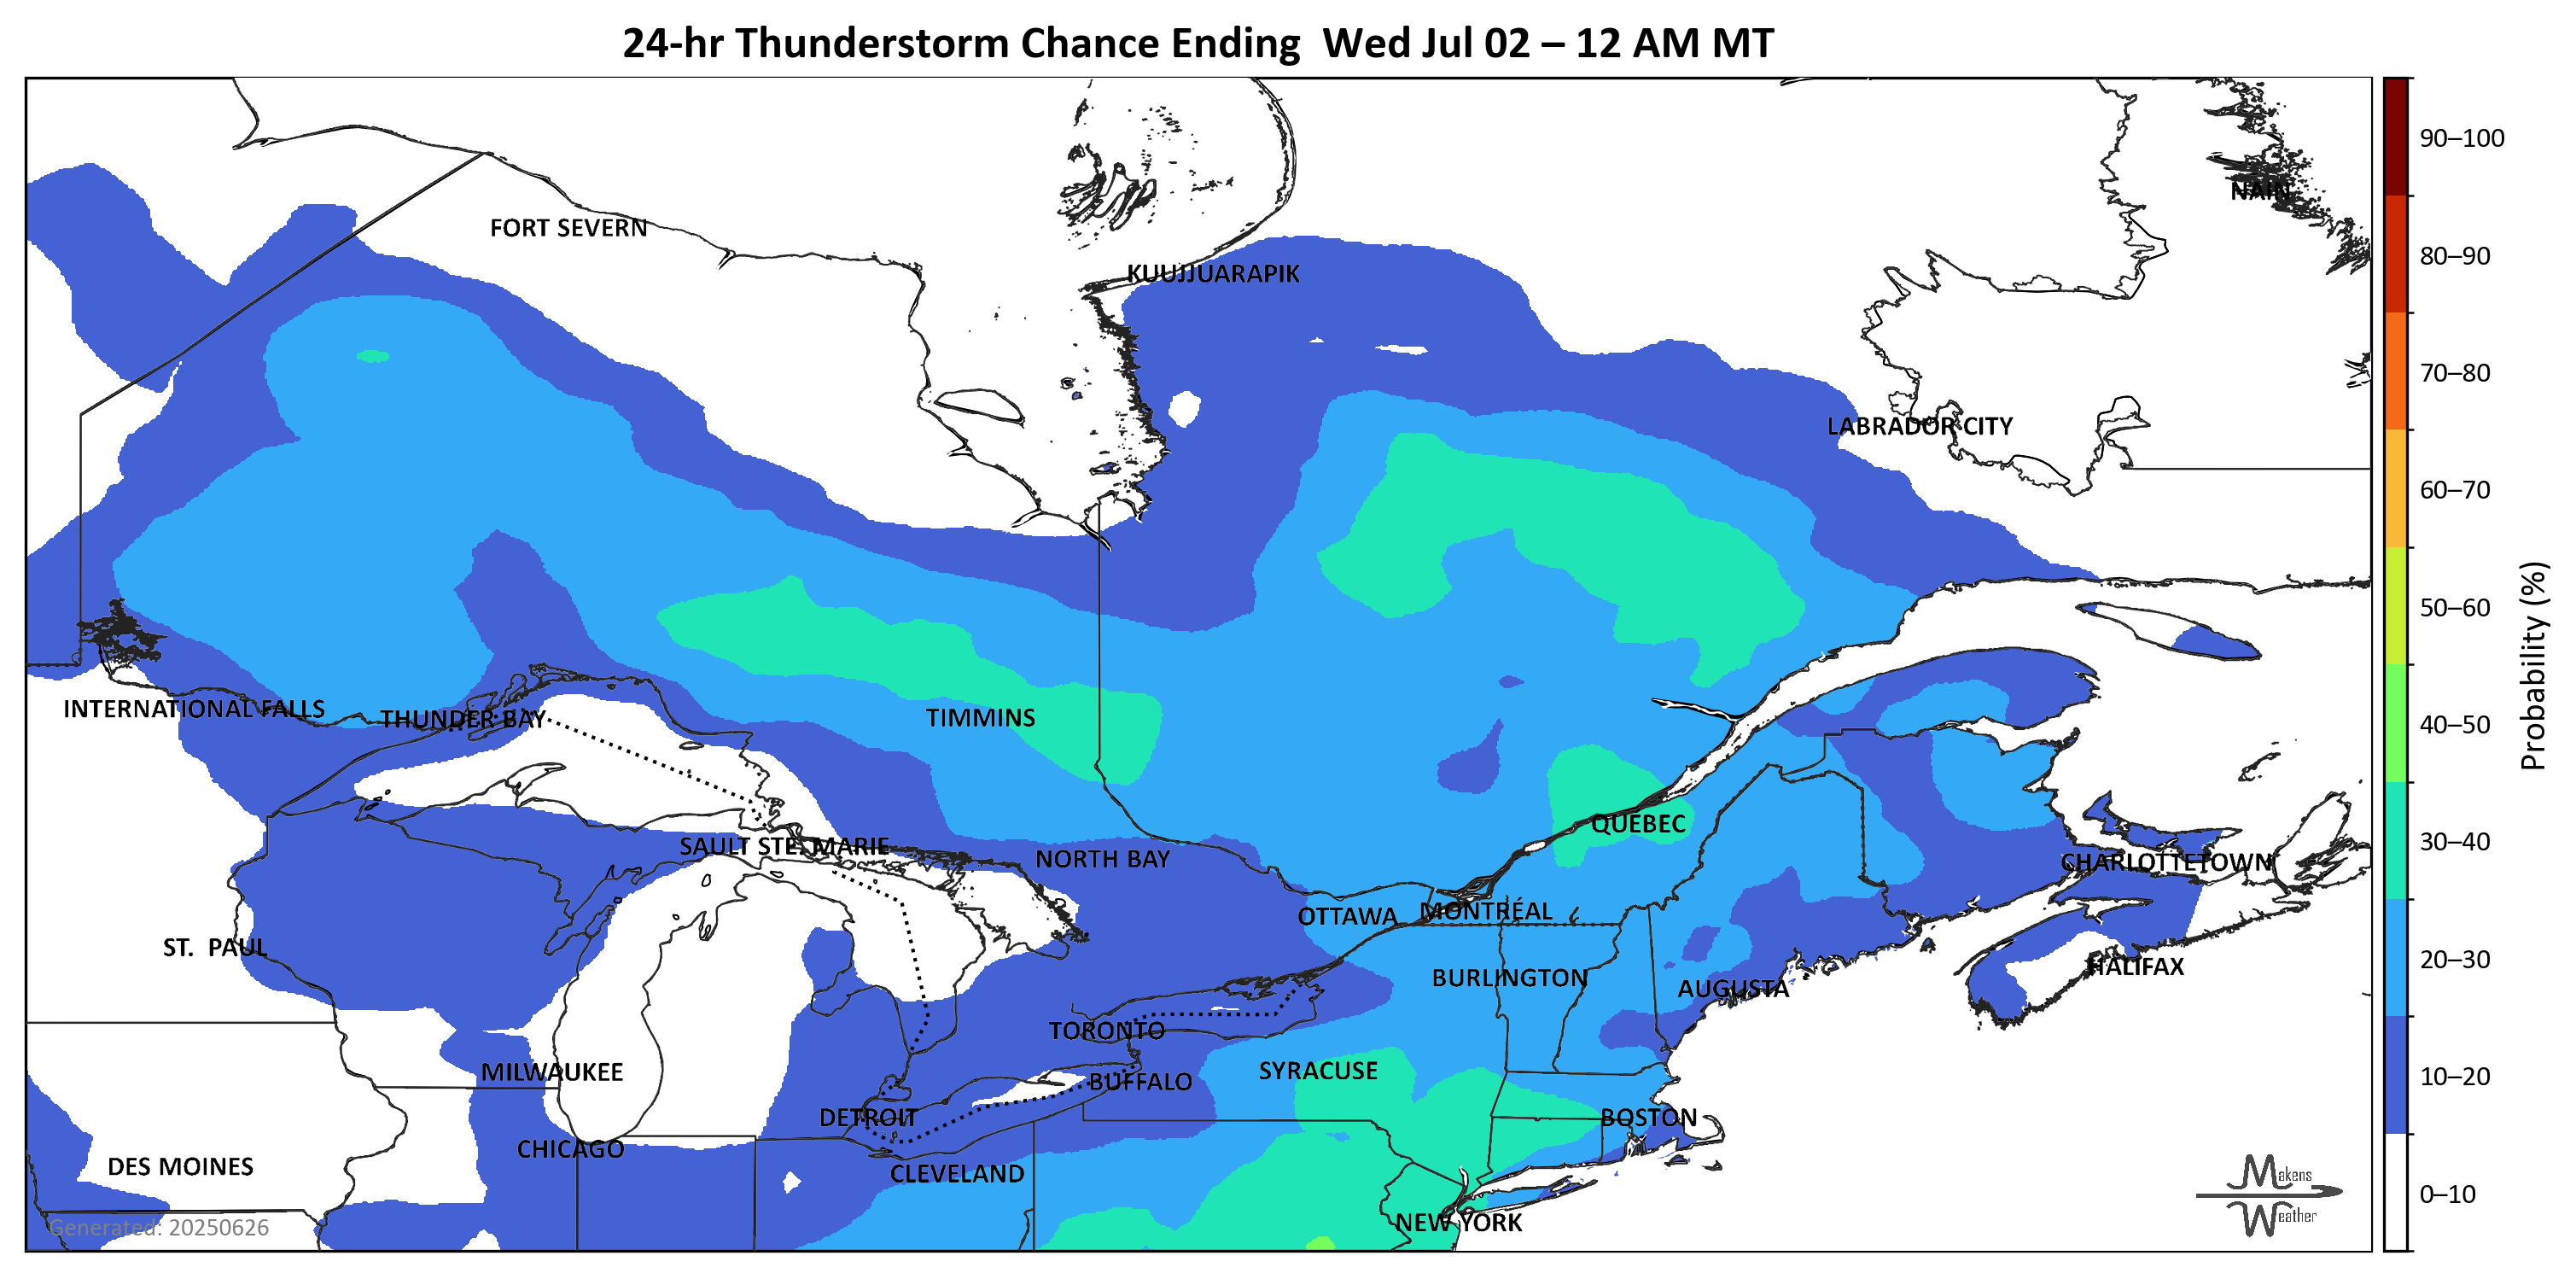 24-hr Thunderstorm Chance Ending  Wed Jul 02 – 12 AM MT
90–100
80–90
70–80
60–70
50–60
40–50
30–40
20–30
10–20
0–10
Probability (%)
NAIN
FORT SEVERN
KUUJJUARAPIK
LABRADOR CITY
INTERNATIONAL FALLS
THUNDER BAY
TIMMINS
QUÉBEC
SAULT STE. MARIE
NORTH BAY
CHARLOTTETOWN
OTTAWA
MONTRÉAL
ST.  PAUL
HALIFAX
BURLINGTON
AUGUSTA
TORONTO
SYRACUSE
MILWAUKEE
BUFFALO
DETROIT
BOSTON
CHICAGO
DES MOINES
CLEVELAND
NEW YORK
Generated: 20250626
Makens
Weather